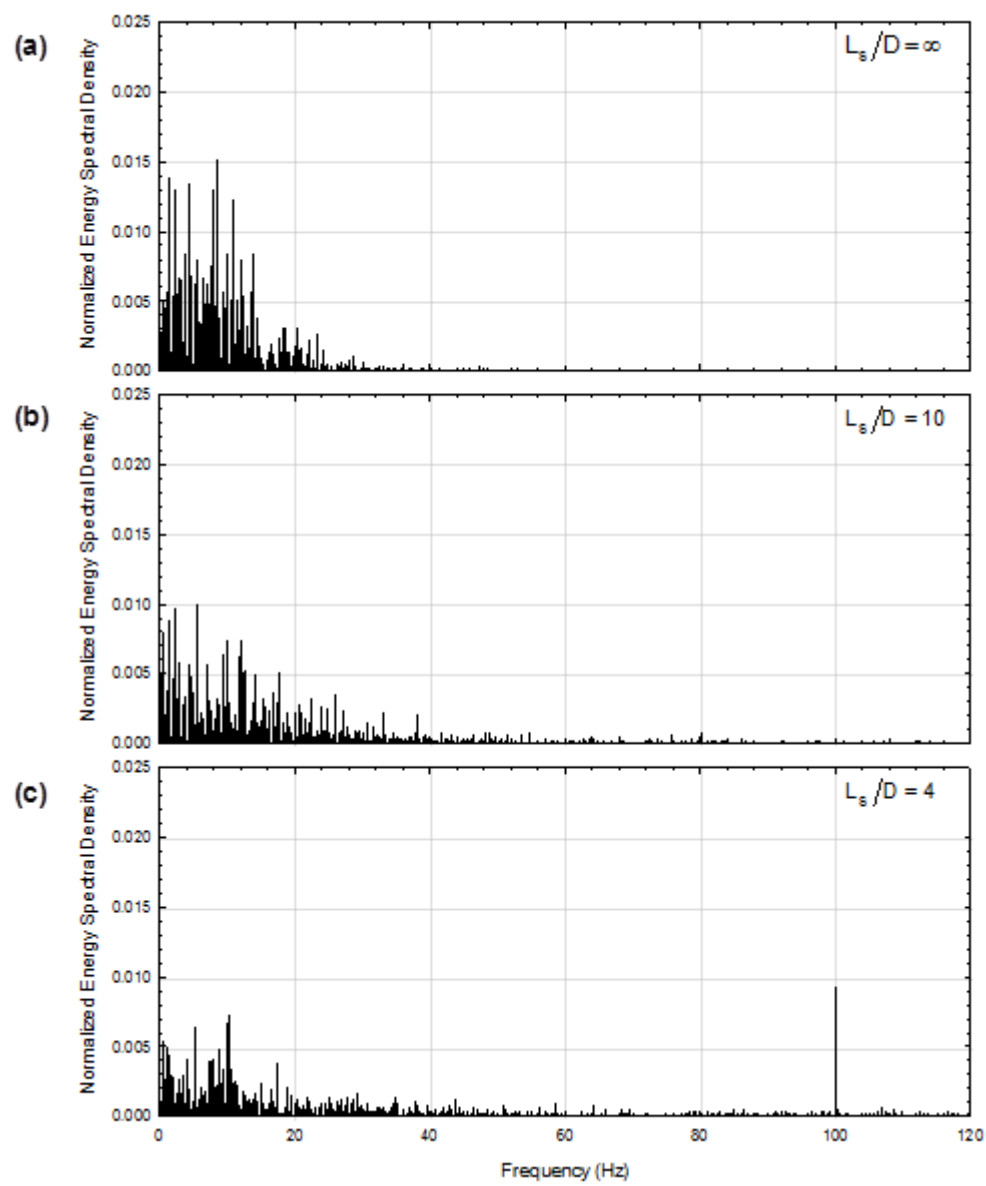 (a)
Normalized Energy Spectral Density
0.025
0.020
0.015
0.010
0.005
0.000
Ls/D = ∞
(b)
Normalized Energy Spectral Density
0.025
0.020
0.015
0.010
0.005
0.000
Ls/D = 10
(c)
Normalized Energy Spectral Density
0.025
0.020
0.015
0.010
0.005
0.000
Ls/D = 4
0 20 40 60 80 100 120
Frequency (Hz)